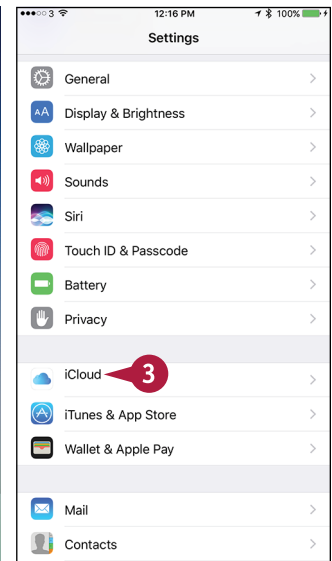 3 12:16 PM 100%
Settings
General
AA Display & Brightness
Wallpaper
Sounds
Siri
Touch ID & Passcode
Battery
Privacy
iCloud 3
iTunes & App Store
Wallet & Apple Pay
Mail
Contacts